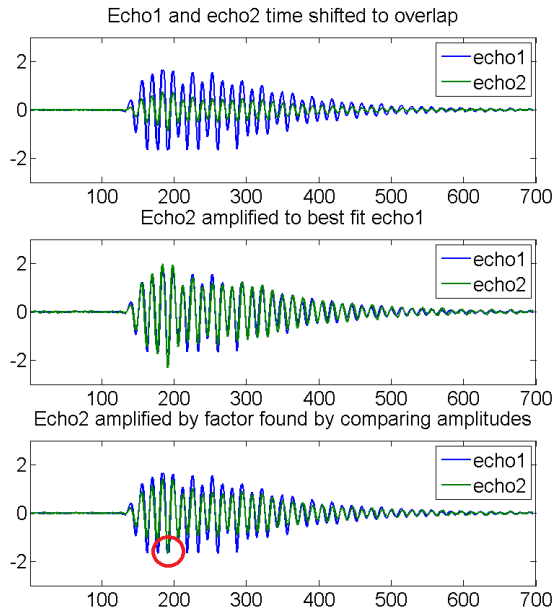 Echo1 and echo2 time shifted to overlap
echo1
echo2
2
0
-2
100 200 300 400 500 600 700
Echo2 amplified to best fit echo1
echo1
echo2
2
0
-2
100 200 300 400 500 600 700
Echo2 amplified by factor found by comparing amplitudes
echo1
echo2
2
0
-2
100 200 300 400 500 600 700